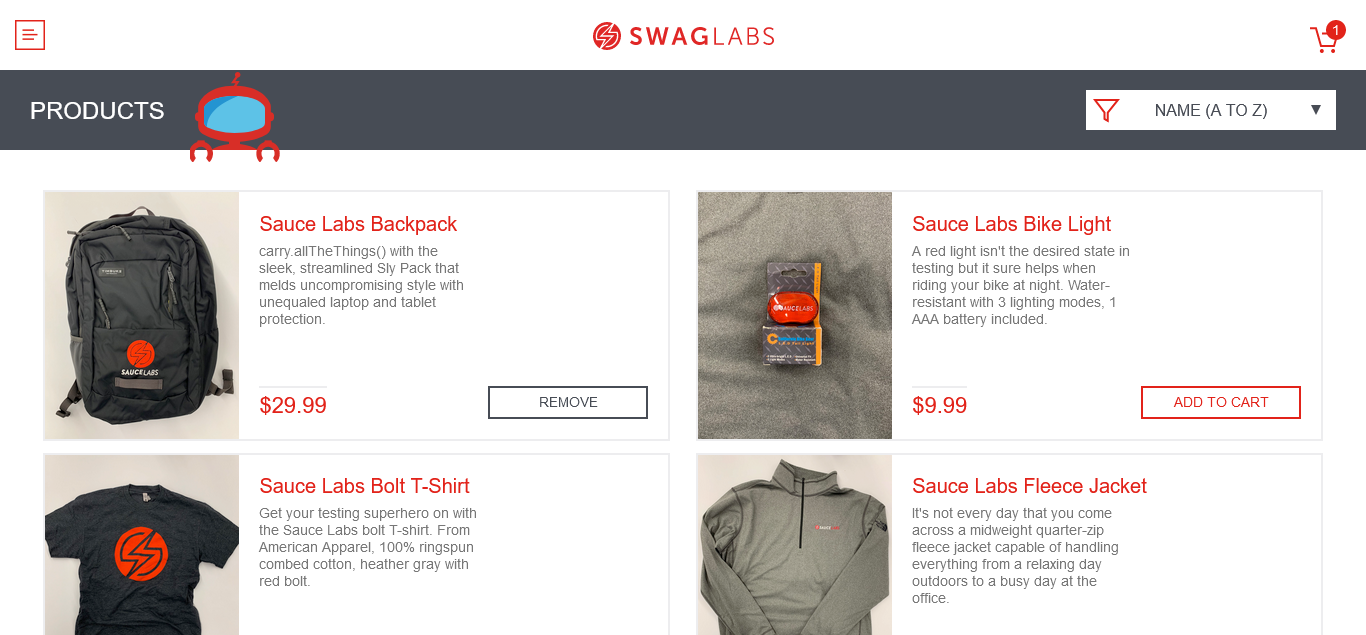 SWAGLABS
1
PRODUCTS
NAME (A TO Z)
Sauce Labs Backpack
carry.allTheThings() with the
sleek, streamlined Sly Pack that
melds uncompromising style with
unequaled laptop and tablet
protection.
$29.99
REMOVE
SAUCELABS
Sauce Labs Bike Light
A red light isn't the desired state in
testing but it sure helps when
riding your bike at night. Water-
resistant with 3 lighting modes, 1
AAA battery included.
$9.99
ADD TO CART
SAUCELABS
Sauce Labs Bolt T-Shirt
Get your testing superhero on with
the Sauce Labs bolt T-shirt. From
American Apparel, 100% ringspun
combed cotton, heather gray with
red bolt.
Sauce Labs Fleece Jacket
It's not every day that you come
across a midweight quarter-zip
fleece jacket capable of handling
everything from a relaxing day
outdoors to a busy day at the
office.